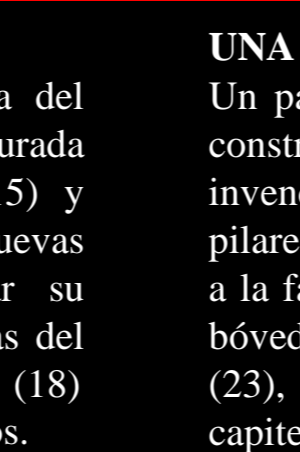 a del
urada
15) y
uevas
r su
as del
(18)
os.
UNA
Un pa
constr
inven
pilare
a la fa
bóved
(23),
capite